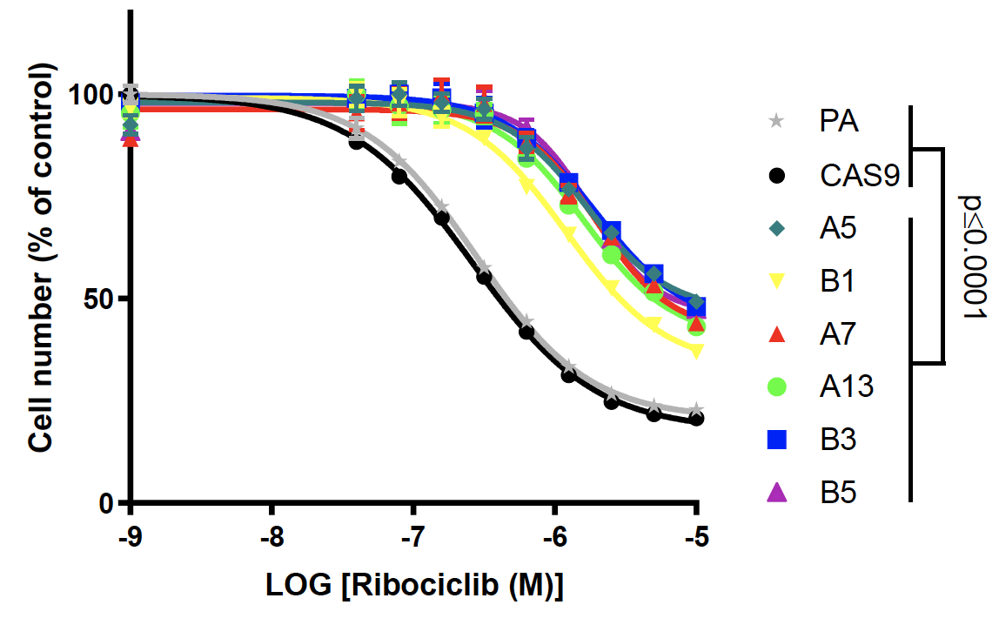 Cell number (% of control)
100
50
0
-9
-8
-7
-6
-5
LOG [Ribociclib (M)]
PA
CAS9
A5
B1
A7
A13
B3
B5
p≤0.0001